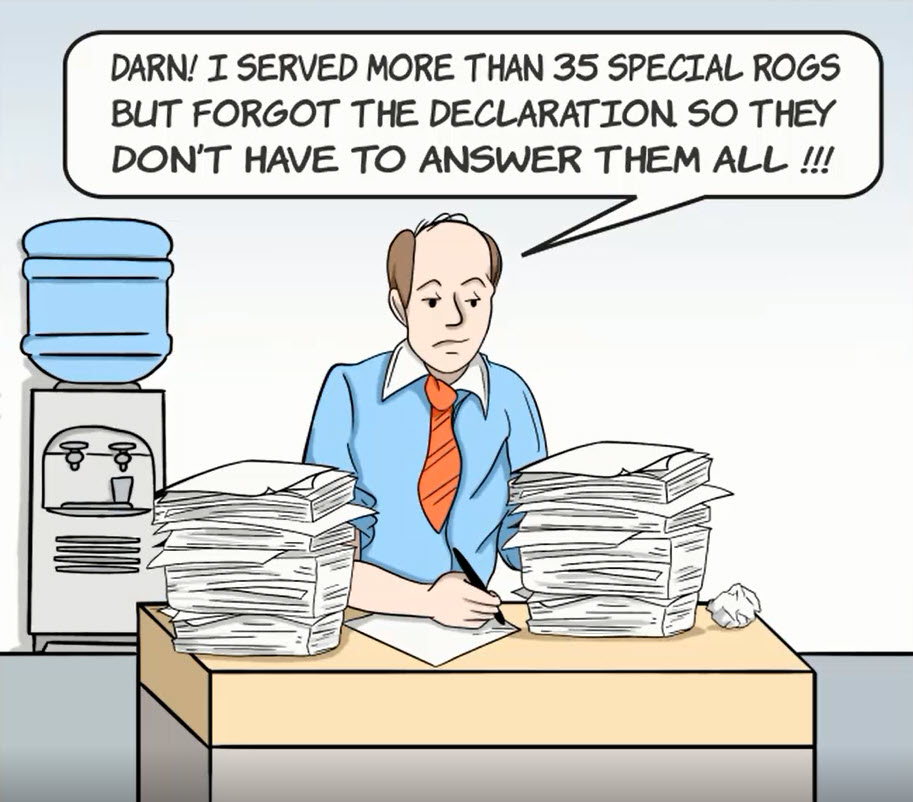 DARN! I SERVED MORE THAN 35 SPECIAL ROGS
BUT FORGOT THE DECLARATION. SO THEY
DON'T HAVE TO ANSWER THEM ALL !!!